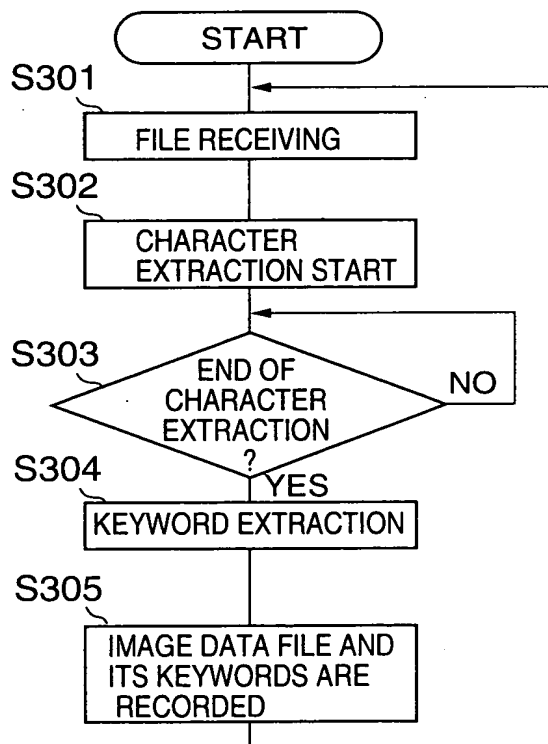 START
S301
FILE RECEIVING
S302
CHARACTER
EXTRACTION START
S303
END OF
CHARACTER
EXTRACTION
?
NO
YES
S304
KEYWORD EXTRACTION
S305
IMAGE DATA FILE AND
ITS KEYWORDS ARE
RECORDED